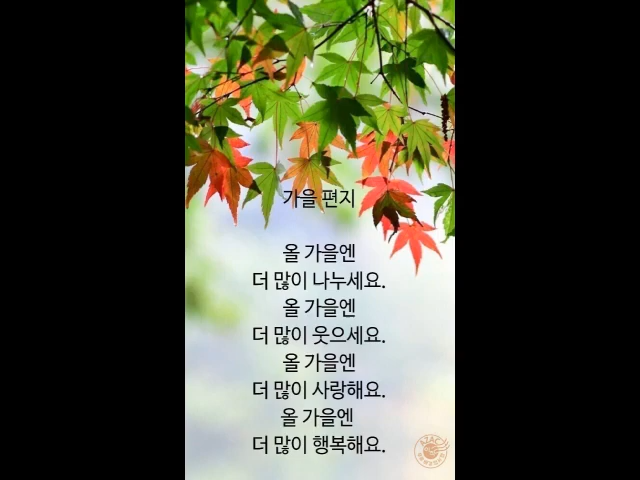 가을 편지
올 가을엔
더 많이 나누세요.
올 가을엔
더 많이 웃으세요.
올 가을엔
더 많이 사랑해요.
올 가을엔
더 많이 행복해요.